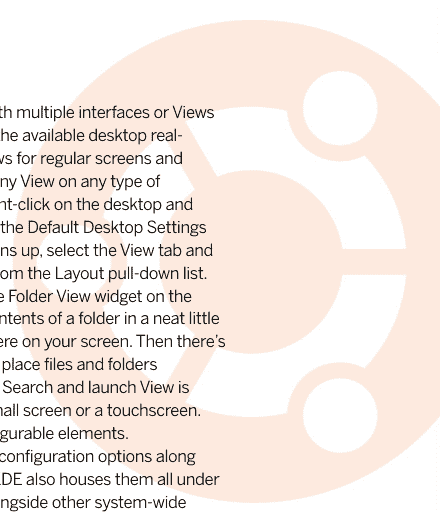 th multiple interfaces or Views
he available desktop real-
ws for regular screens and
ny View on any type of
nt-click on the desktop and
the Default Desktop Settings
ns up, select the View tab and
om the Layout pull-down list.
e Folder View widget on the
ntents of a folder in a neat little
ere on your screen. Then there's
place files and folders
Search and launch View is
nall screen or a touchscreen.
gurable elements.
configuration options along
DE also houses them all under
ngside other system-wide